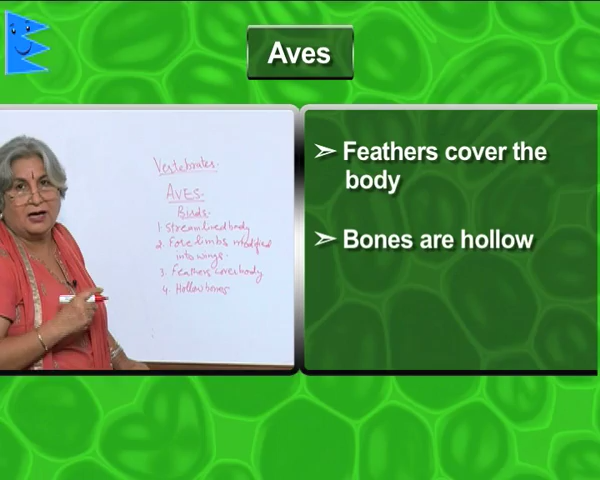 Aves
Vertebrates.
AVES.
Birds.
1. Streamlined body
2. Fore limbs modified
into wings.
3. Feathers cover body
4. Hollow bones
➢ Feathers cover the
body
➢ Bones are hollow